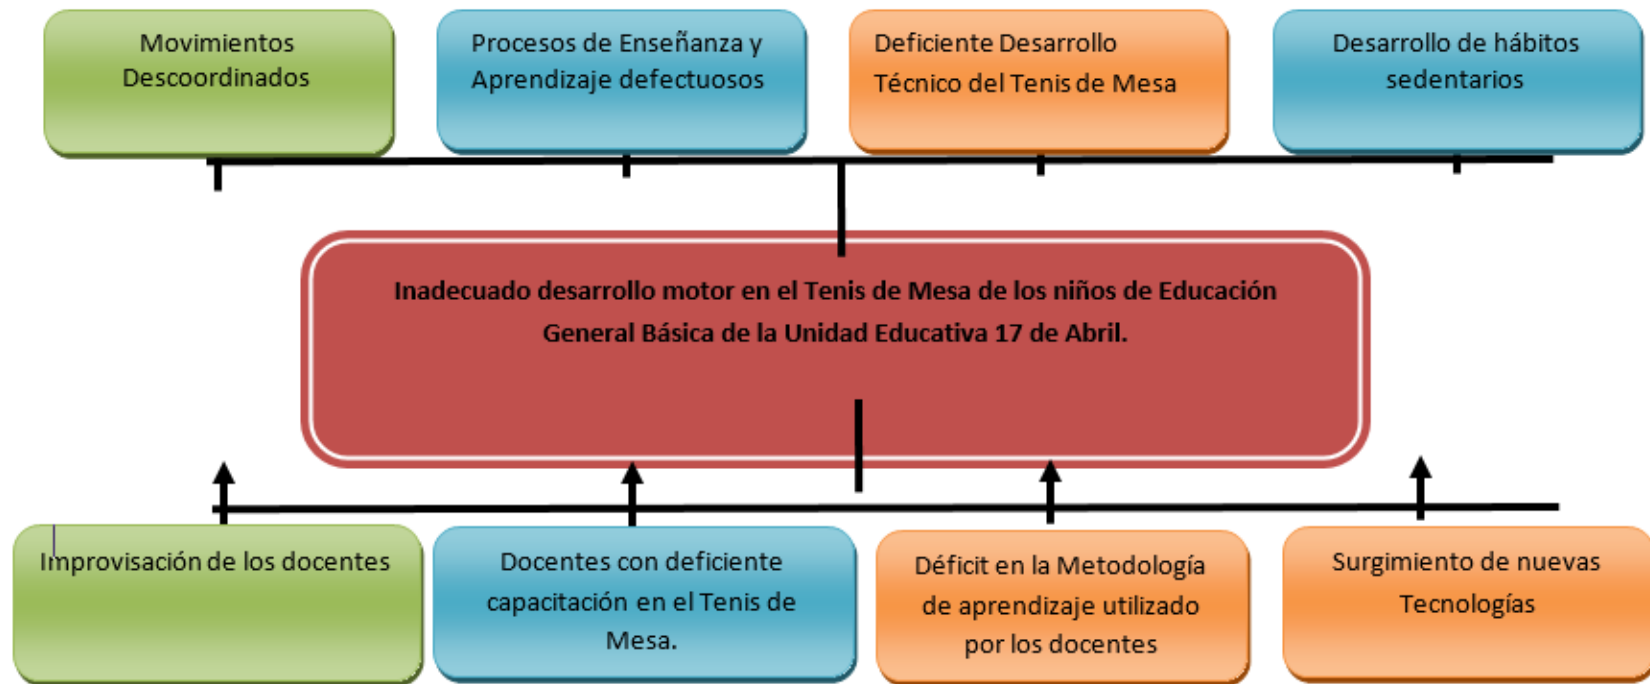 Movimientos
Descoordinados
Procesos de Enseñanza y
Aprendizaje defectuosos
Deficiente Desarrollo
Técnico del Tenis de Mesa
Desarrollo de hábitos
sedentarios
Inadecuado desarrollo motor en el Tenis de Mesa de los niños de Educación
General Básica de la Unidad Educativa 17 de Abril.
Improvisación de los docentes
Docentes con deficiente
capacitación en el Tenis de
Mesa.
Déficit en la Metodología
de aprendizaje utilizado
por los docentes
Surgimiento de nuevas
Tecnologías